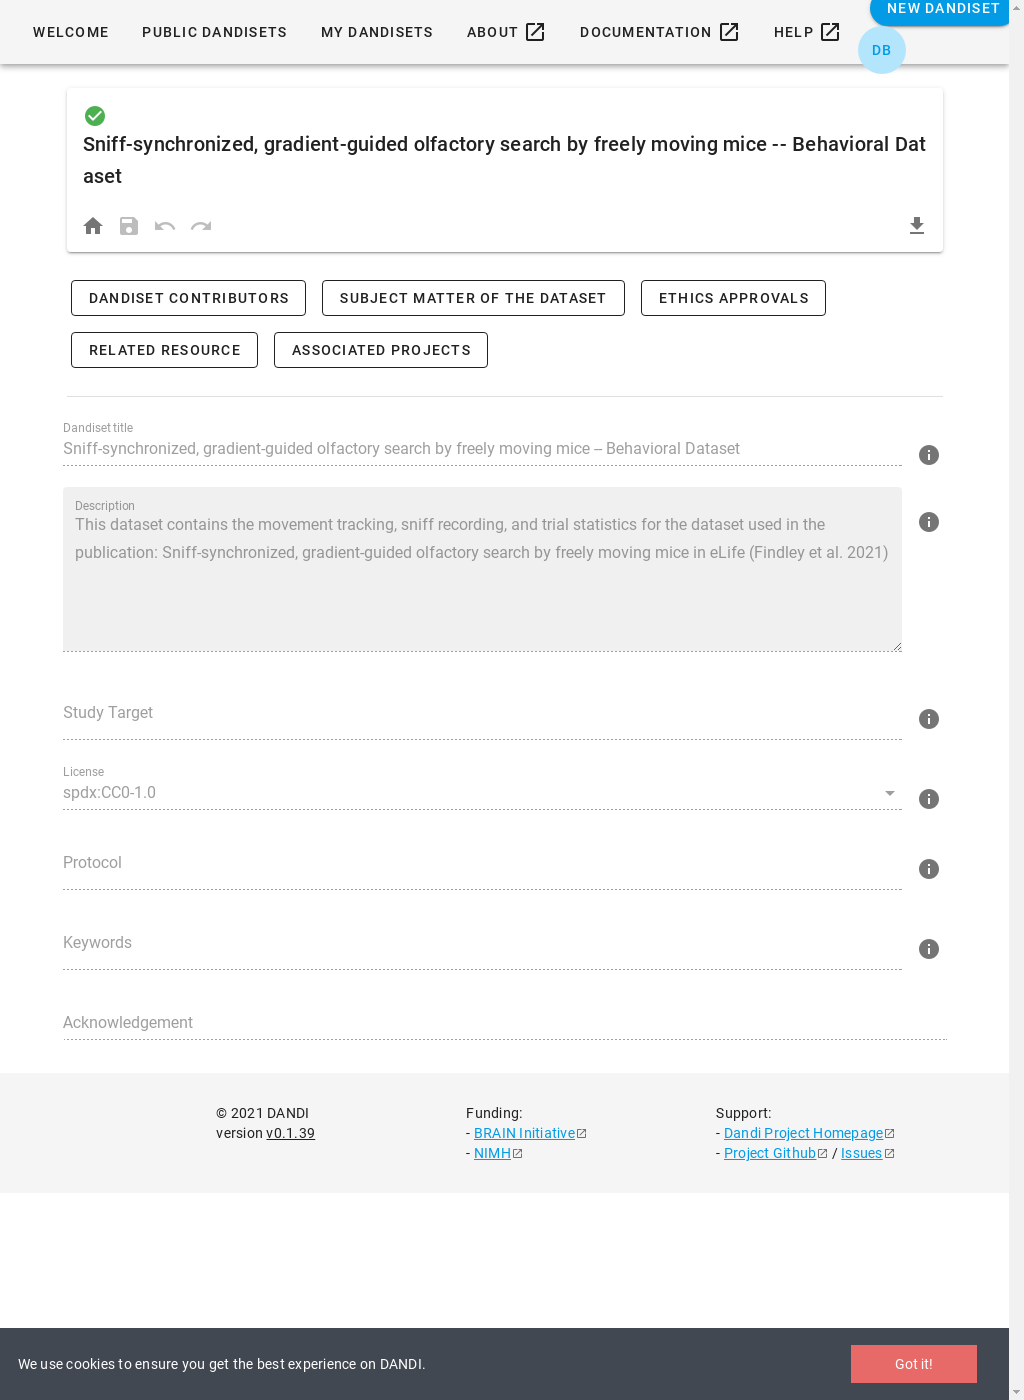 WELCOME PUBLIC DANDISETS MY DANDISETS ABOUT DOCUMENTATION HELP NEW DANDISET
DB
Sniff-synchronized, gradient-guided olfactory search by freely moving mice -- Behavioral Dat
aset
DANDISET CONTRIBUTORS SUBJECT MATTER OF THE DATASET ETHICS APPROVALS
RELATED RESOURCE ASSOCIATED PROJECTS
Dandiset title
Sniff-synchronized, gradient-guided olfactory search by freely moving mice -- Behavioral Dataset
Description
This dataset contains the movement tracking, sniff recording, and trial statistics for the dataset used in the
publication: Sniff-synchronized, gradient-guided olfactory search by freely moving mice in eLife (Findley et al. 2021)
Study Target
License
spdx:CC0-1.0
Protocol
Keywords
Acknowledgement
© 2021 DANDI Funding: Support:
version v0.1.39 - BRAIN Initiative - Dandi Project Homepage
- NIMH - Project Github / Issues
We use cookies to ensure you get the best experience on DANDI. Got it!